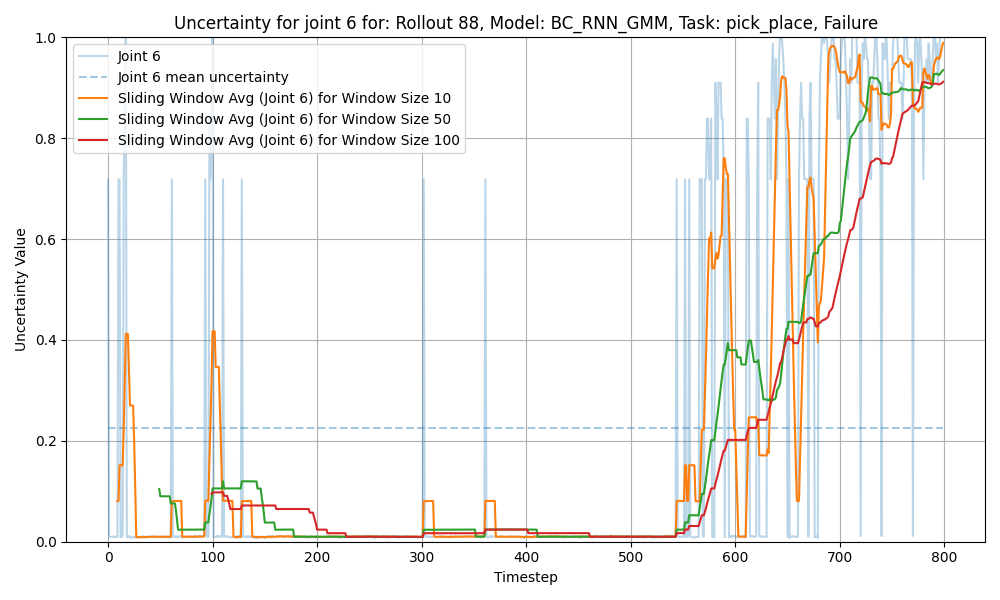 Uncertainty for joint 6 for: Rollout 88, Model: BC_RNN_GMM, Task: pick_place, Failure
Joint 6
Joint 6 mean uncertainty
Sliding Window Avg (Joint 6) for Window Size 10
Sliding Window Avg (Joint 6) for Window Size 50
Sliding Window Avg (Joint 6) for Window Size 100
Uncertainty Value
1.0
0.8
0.6
0.4
0.2
0.0
0 100 200 300 400 500 600 700 800
Timestep